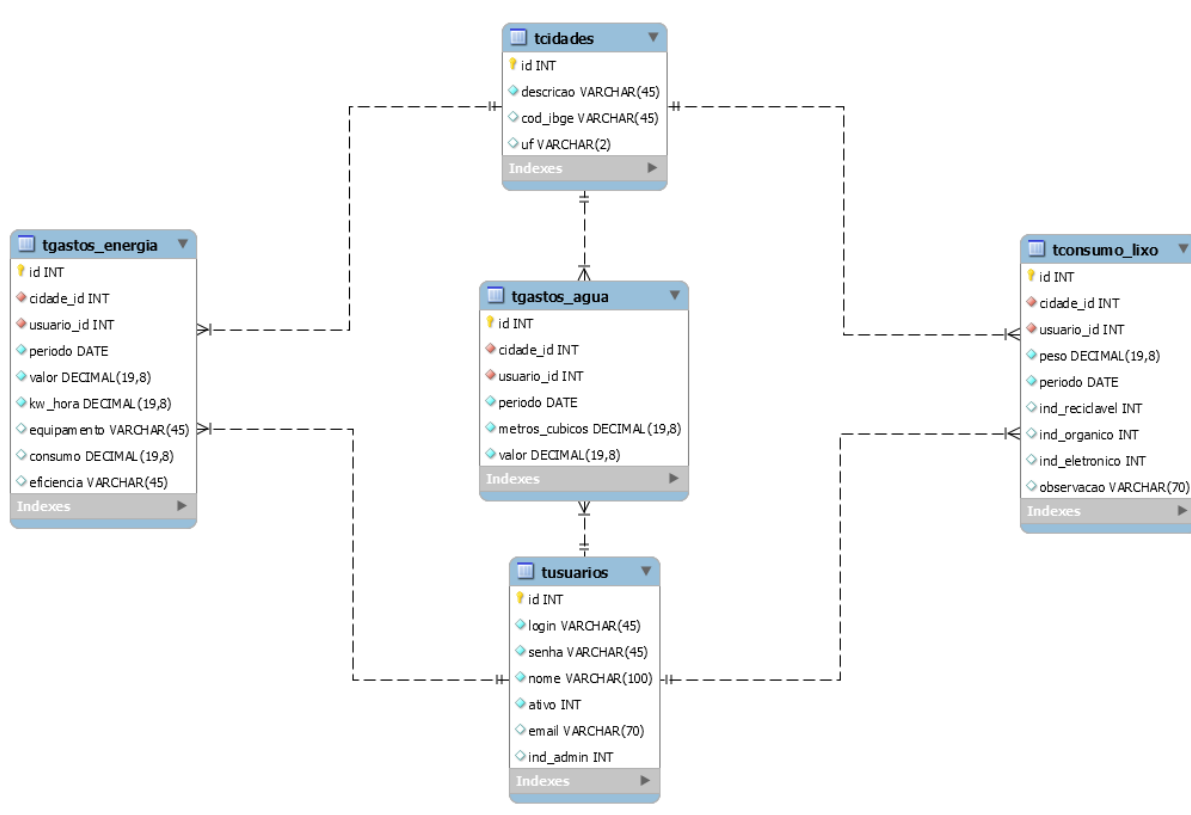 tcidades
id INT
descricao VARCHAR(45)
cod_ibge VARCHAR(45)
uf VARCHAR(2)
Indexes
tgastos_energia
id INT
cidade_id INT
usuario_id INT
periodo DATE
valor DECIMAL(19,8)
kw_hora DECIMAL(19,8)
equipamento VARCHAR(45)
consumo DECIMAL(19,8)
eficiencia VARCHAR(45)
Indexes
tgastos_agua
id INT
cidade_id INT
usuario_id INT
periodo DATE
metros_cubicos DECIMAL(19,8)
valor DECIMAL(19,8)
Indexes
tconsumo_lixo
id INT
cidade_id INT
usuario_id INT
peso DECIMAL(19,8)
periodo DATE
ind_reciclavel INT
ind_organico INT
ind_eletronico INT
observacao VARCHAR(70)
Indexes
tusuarios
id INT
login VARCHAR(45)
senha VARCHAR(45)
nome VARCHAR(100)
ativo INT
email VARCHAR(70)
ind_admin INT
Indexes